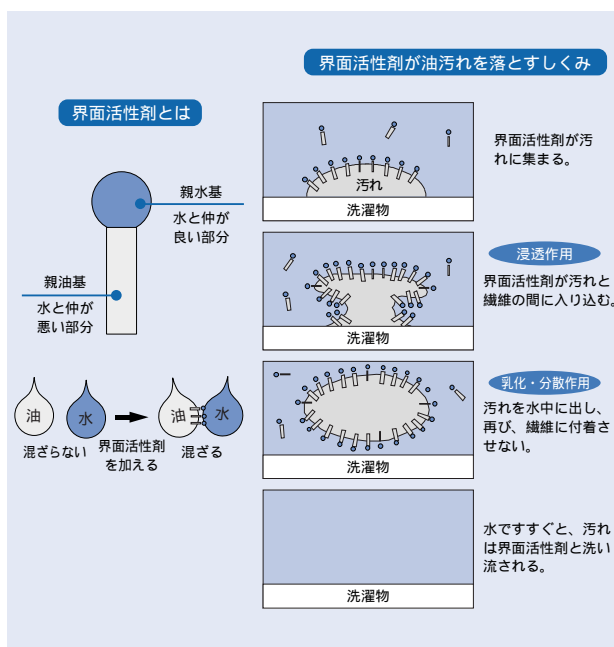 界面活性剤が油汚れを落とすしくみ
界面活性剤とは
親水基
水と仲が
良い部分
親油基
水と仲が
悪い部分
油
水
油
水
混ざらない
界面活性剤
を加える
混ざる
汚れ
洗濯物
界面活性剤が汚
れに集まる。
洗濯物
浸透作用
界面活性剤が汚れと
繊維の間に入り込む。
洗濯物
乳化・分散作用
汚れを水中に出し、
再び、繊維に付着さ
せない。
洗濯物
水ですすぐと、汚れ
は界面活性剤と洗い
流される。